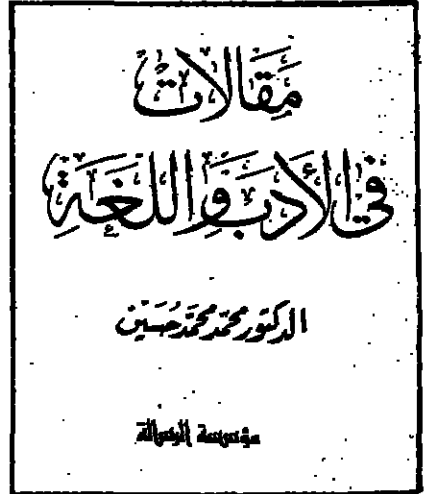 مقالات
في الأدب واللغة
الدكتور محمد محمد حسين
مؤسسة الرسالة